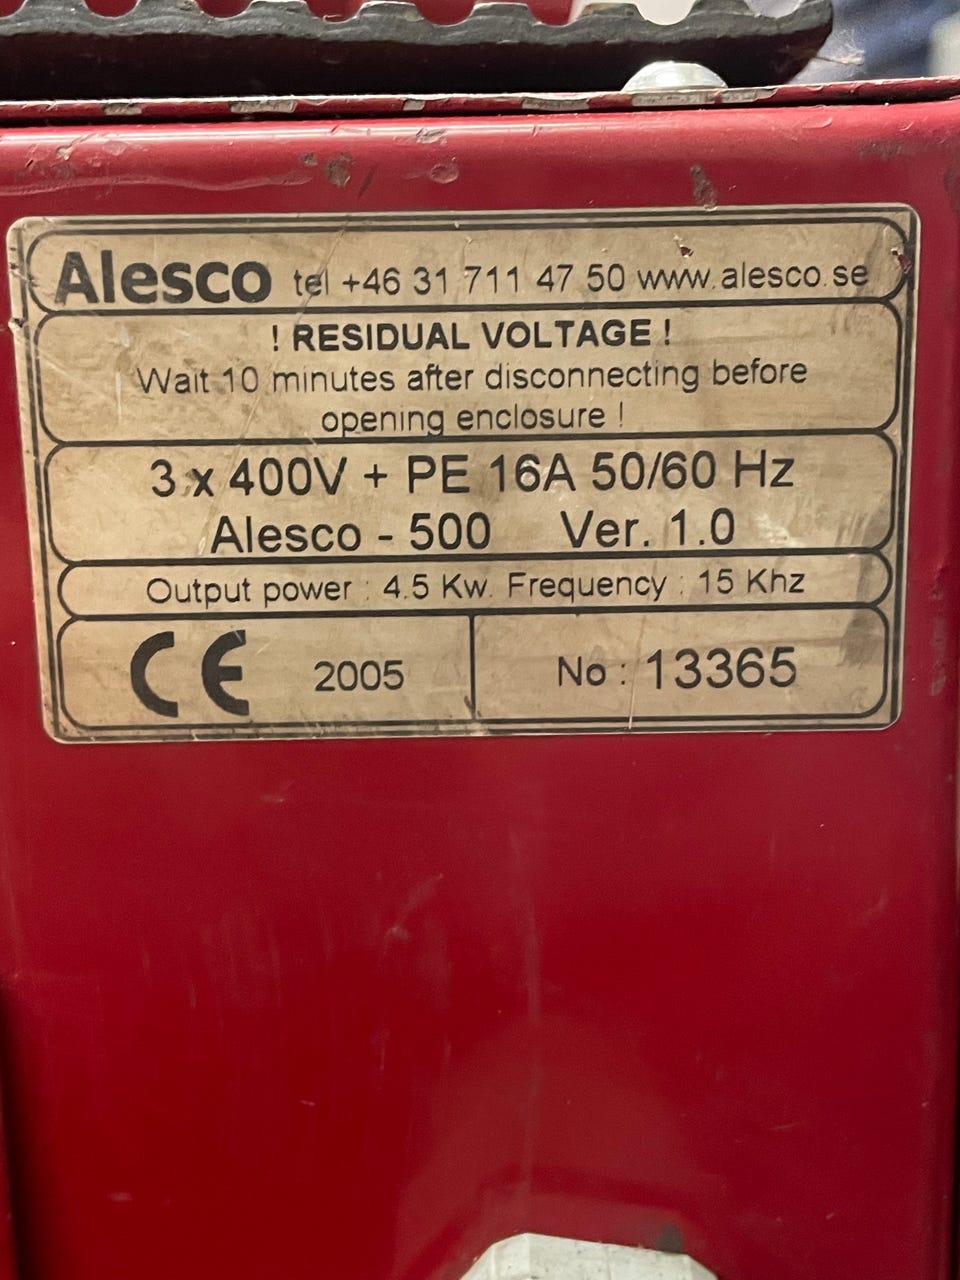 Alesco tel +46 31 711 47 50 www.alesco.se
! RESIDUAL VOLTAGE !
Wait 10 minutes after disconnecting before
opening enclosure !
3 x 400V + PE 16A 50/60 Hz
Alesco - 500 Ver. 1.0
Output power : 4.5 Kw. Frequency : 15 Khz
CE 2005 No : 13365